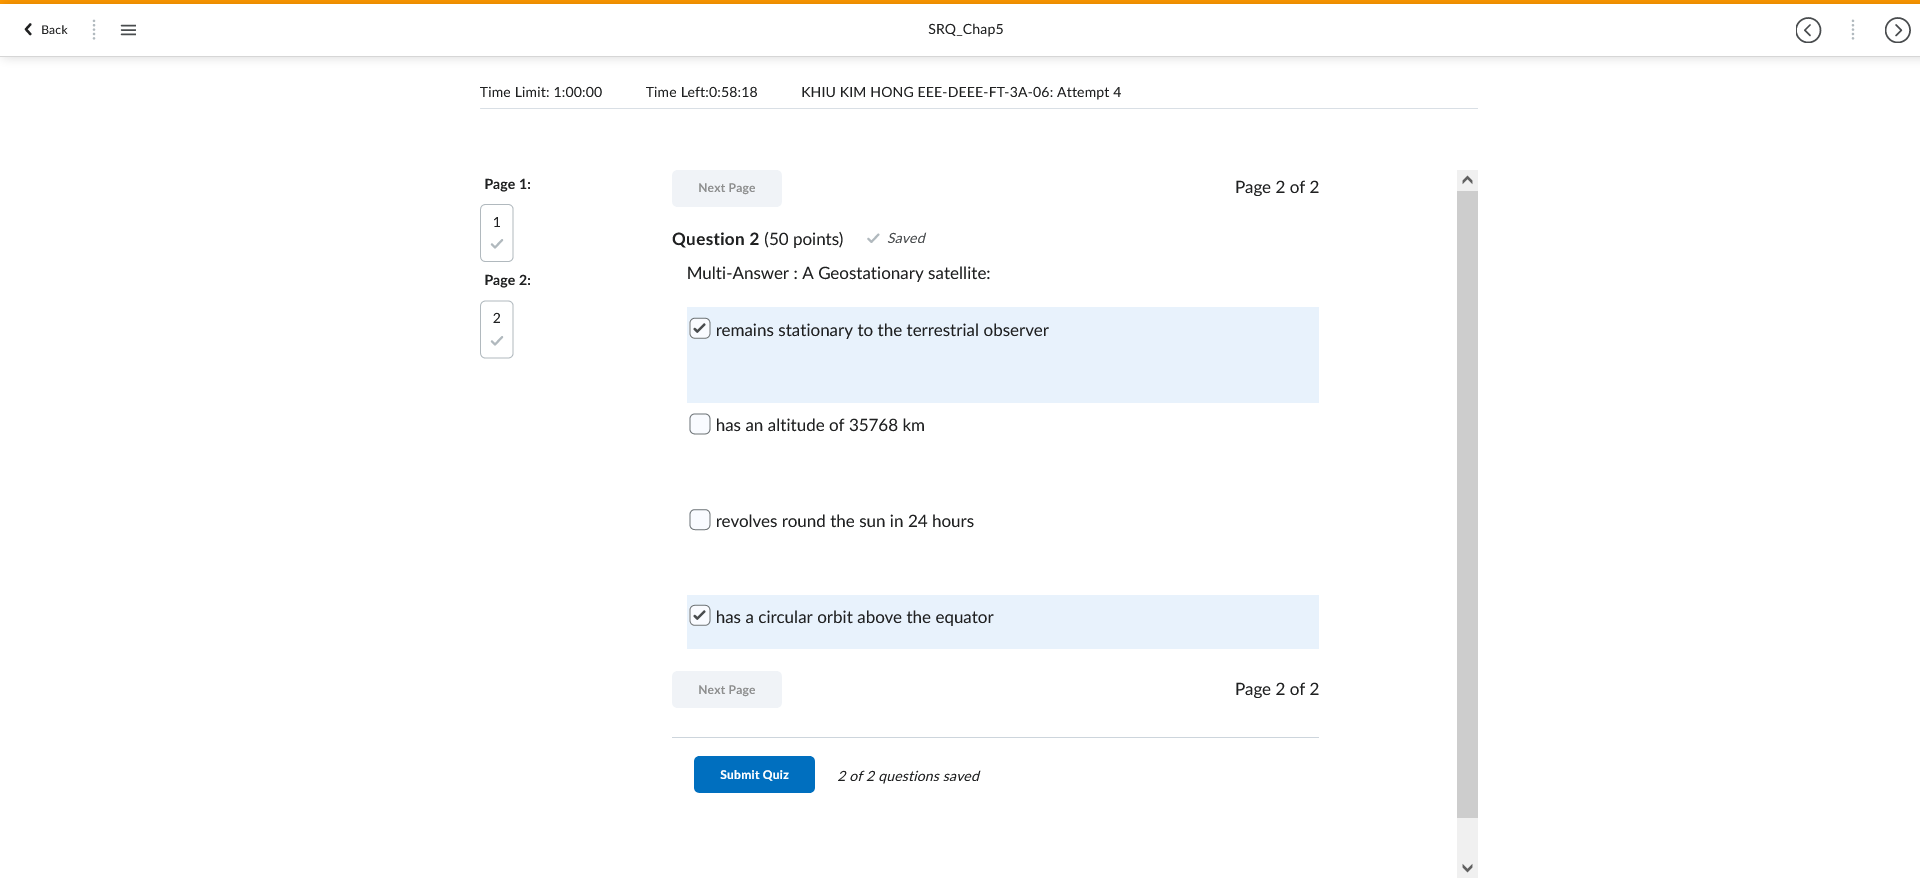 Back
SRQ_Chap5
Time Limit: 1:00:00 Time Left:0:58:18 KHIU KIM HONG EEE-DEEE-FT-3A-06: Attempt 4
Page 1:
1
Page 2:
2
Next Page Page 2 of 2
Question 2 (50 points) Saved
Multi-Answer : A Geostationary satellite:
remains stationary to the terrestrial observer
has an altitude of 35768 km
revolves round the sun in 24 hours
has a circular orbit above the equator
Next Page Page 2 of 2
Submit Quiz 2 of 2 questions saved